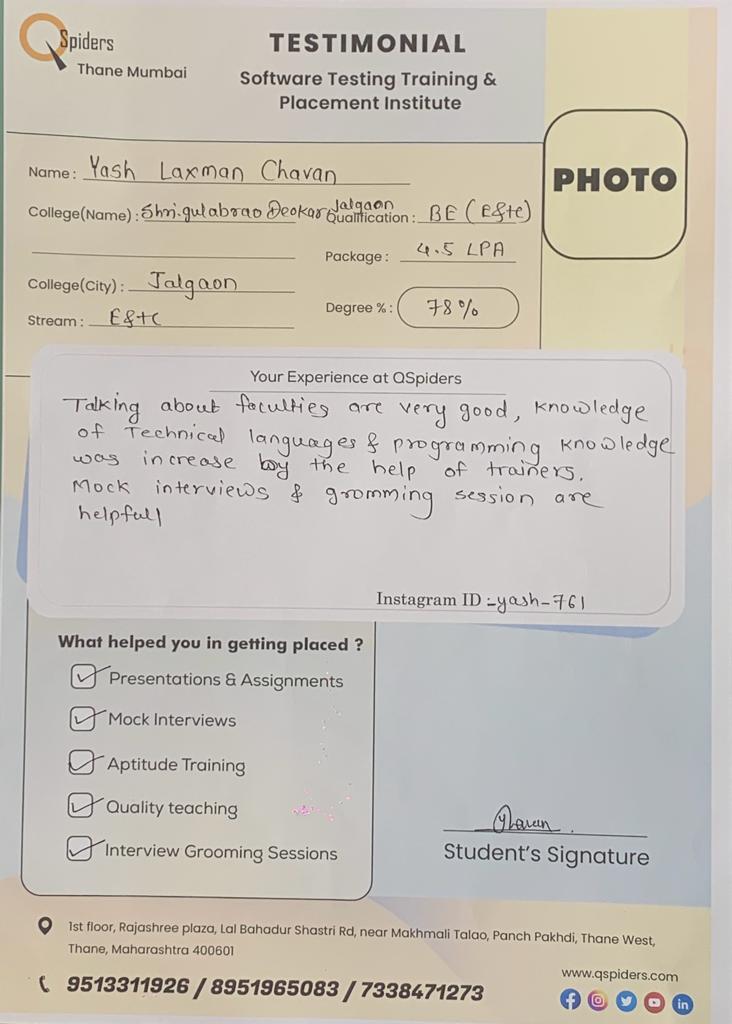 QSpiders
Thane Mumbai
TESTIMONIAL
Software Testing Training &
Placement Institute
PHOTO
Name: Yash Laxman Chavan
College(Name): Shri.gulabrao Deokar Jalgaon
Qualification: BE (E&tc)
Package: 4.5 LPA
College(City): Jalgaon
Degree %: 78%
Stream: E&tc
Your Experience at QSpiders
Talking about faculties are very good, knowledge
of Technical languages & programming knowledge
was increase by the help of trainers.
Mock interviews & gromming session are
helpfull
Instagram ID :-yash-761
What helped you in getting placed ?
Presentations & Assignments
Mock Interviews
Aptitude Training
Quality teaching
Interview Grooming Sessions
Student's Signature
1st floor, Rajashree plaza, Lal Bahadur Shastri Rd, near Makhmali Talao, Panch Pakhdi, Thane West,
Thane, Maharashtra 400601
9513311926 / 8951965083 / 7338471273
www.qspiders.com